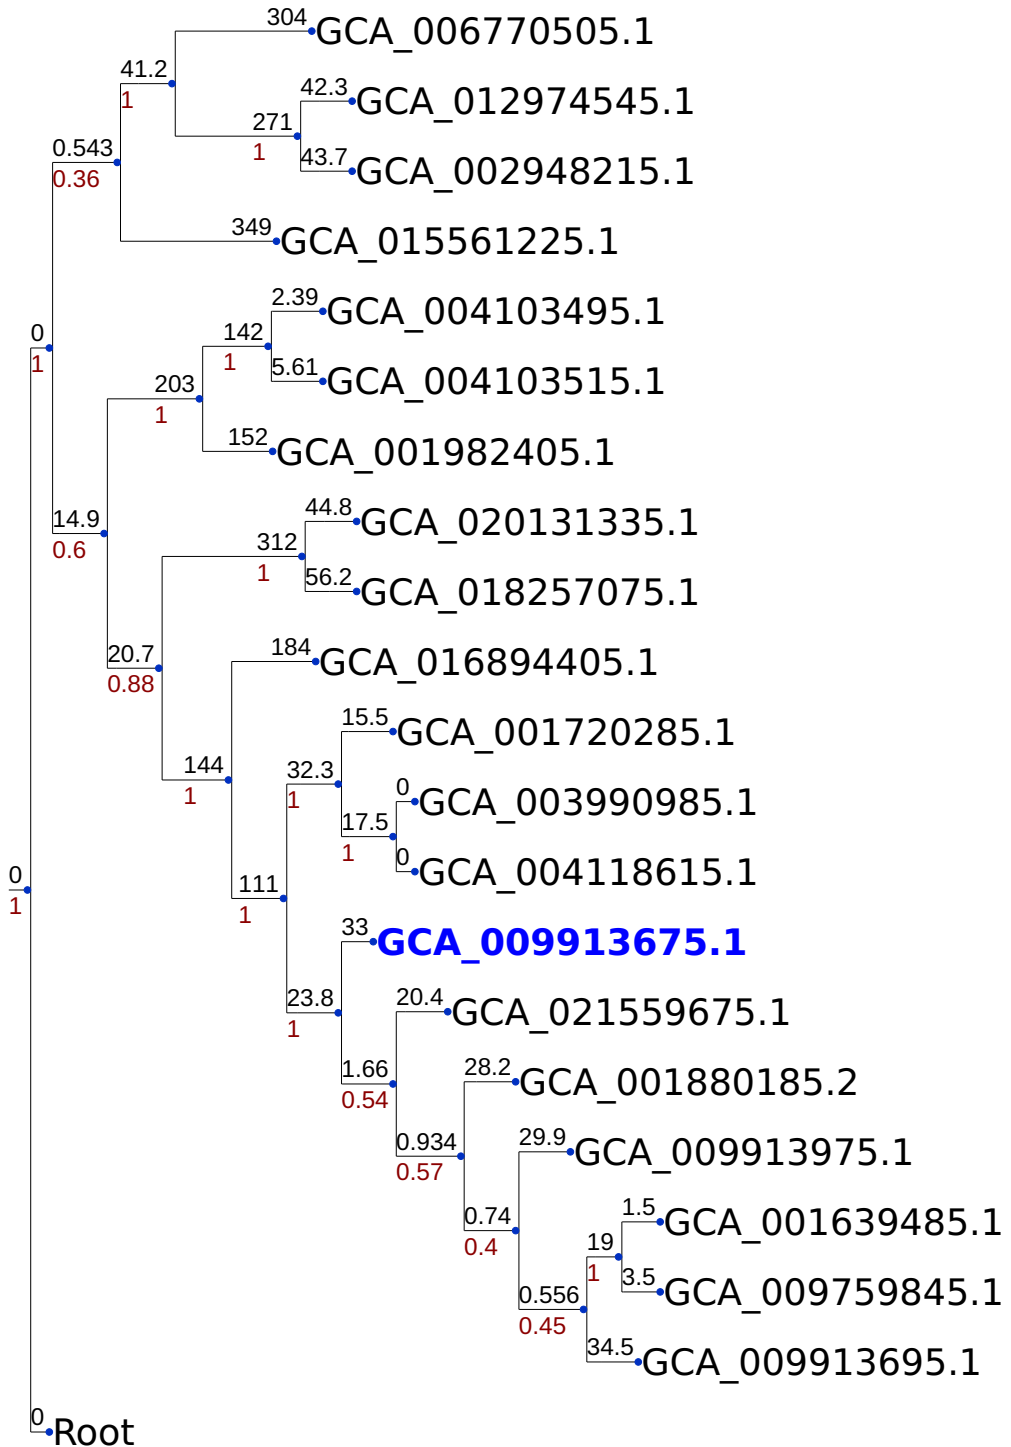 304
GCA_006770505.1
41.2
1
42.3
GCA_012974545.1
271
1
43.7
GCA_002948215.1
0.543
0.36
349
GCA_015561225.1
2.39
GCA_004103495.1
142
1
5.61
GCA_004103515.1
0
1
203
1
152
GCA_001982405.1
44.8
GCA_020131335.1
14.9
0.6
312
1
56.2
GCA_018257075.1
20.7
0.88
184
GCA_016894405.1
15.5
GCA_001720285.1
144
1
32.3
1
0
GCA_003990985.1
17.5
1
0
GCA_004118615.1
0
1
111
1
33
GCA_009913675.1
23.8
1
20.4
GCA_021559675.1
1.66
0.54
28.2
GCA_001880185.2
0.934
0.57
29.9
GCA_009913975.1
0.74
0.4
1.5
GCA_001639485.1
19
1
3.5
GCA_009759845.1
0.556
0.45
34.5
GCA_009913695.1
0
Root